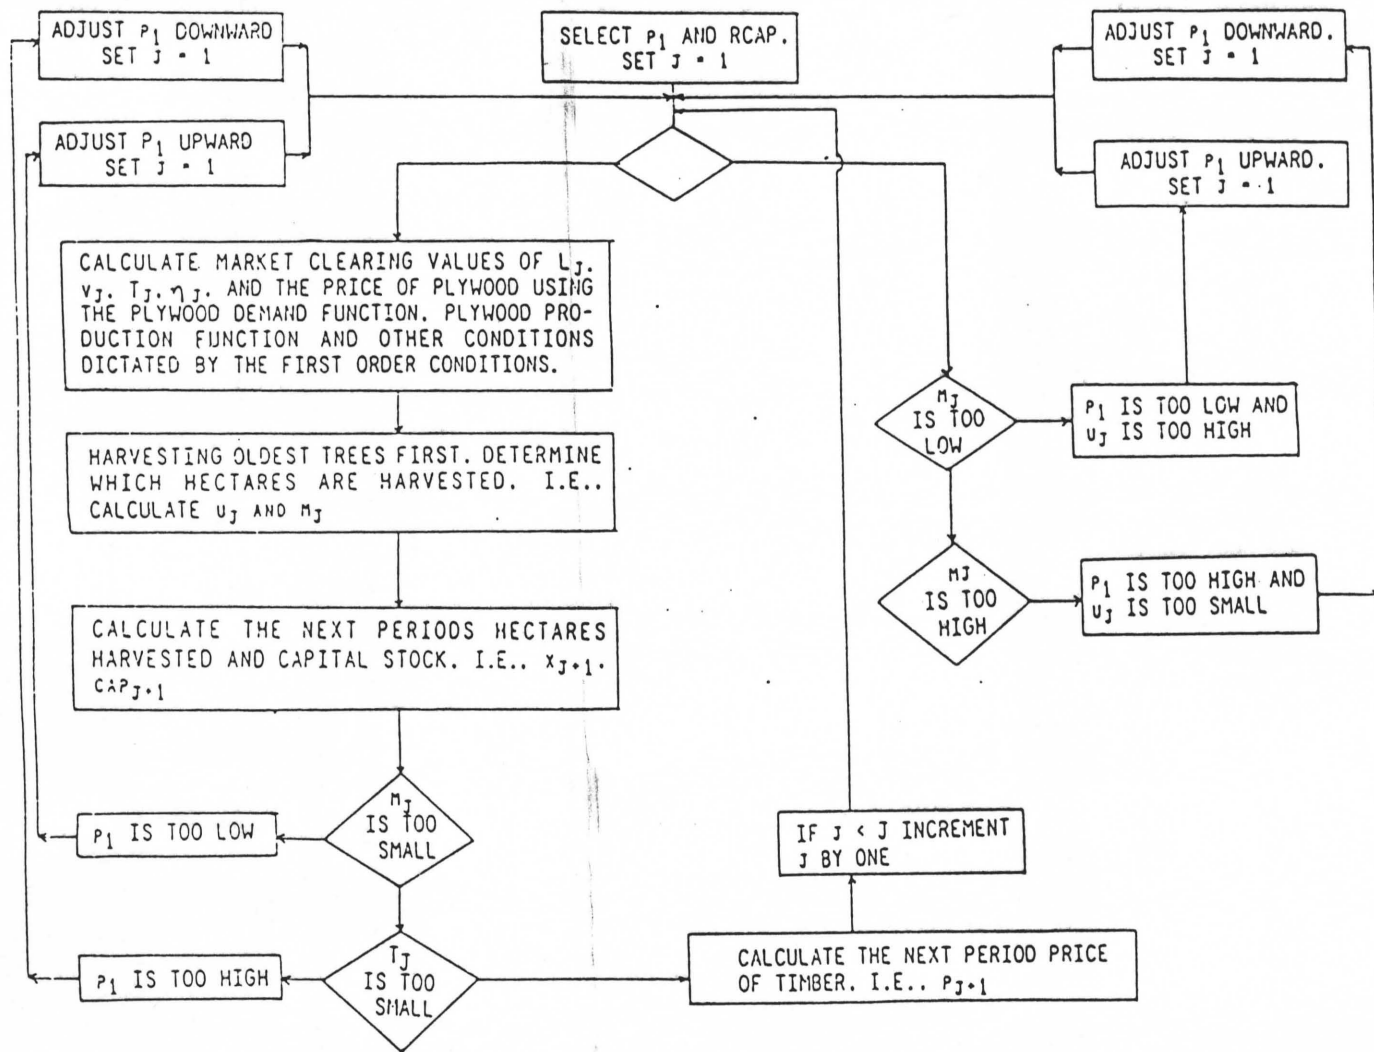 ADJUST P1 DOWNWARD
SET J = 1
SELECT P1 AND RCAP.
SET J = 1
ADJUST P1 DOWNWARD.
SET J = 1
ADJUST P1 UPWARD
SET J = 1
ADJUST P1 UPWARD.
SET J = 1
CALCULATE MARKET CLEARING VALUES OF LJ.
VJ. TJ. ηJ. AND THE PRICE OF PLYWOOD USING
THE PLYWOOD DEMAND FUNCTION. PLYWOOD PRO-
DUCTION FUNCTION AND OTHER CONDITIONS
DICTATED BY THE FIRST ORDER CONDITIONS.
HARVESTING OLDEST TREES FIRST. DETERMINE
WHICH HECTARES ARE HARVESTED. I.E..
CALCULATE UJ AND MJ
CALCULATE THE NEXT PERIODS HECTARES
HARVESTED AND CAPITAL STOCK. I.E.. XJ+1.
CAPJ+1
MJ
IS TOO
SMALL
P1 IS TOO LOW
TJ
IS TOO
SMALL
P1 IS TOO HIGH
CALCULATE THE NEXT PERIOD PRICE
OF TIMBER. I.E.. PJ+1
IF J < J INCREMENT
J BY ONE
MJ
IS TOO
LOW
P1 IS TOO LOW AND
UJ IS TOO HIGH
MJ
IS TOO
HIGH
P1 IS TOO HIGH AND
UJ IS TOO SMALL